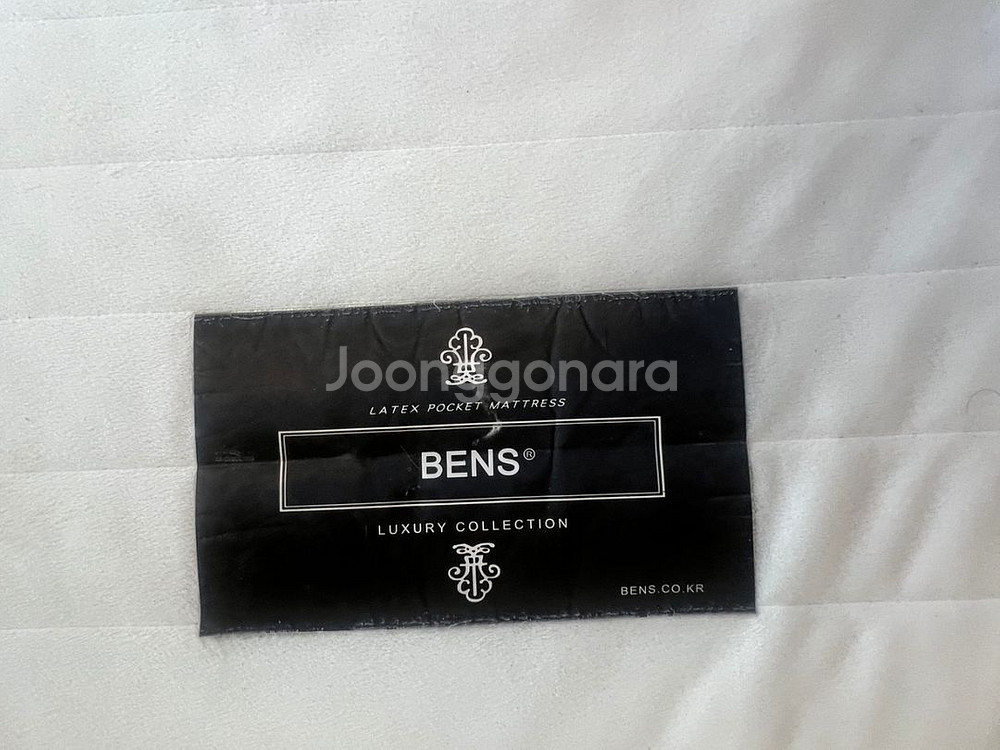 Joonggonara
LATEX POCKET MATTRESS
BENS®
LUXURY COLLECTION
BENS.CO.KR